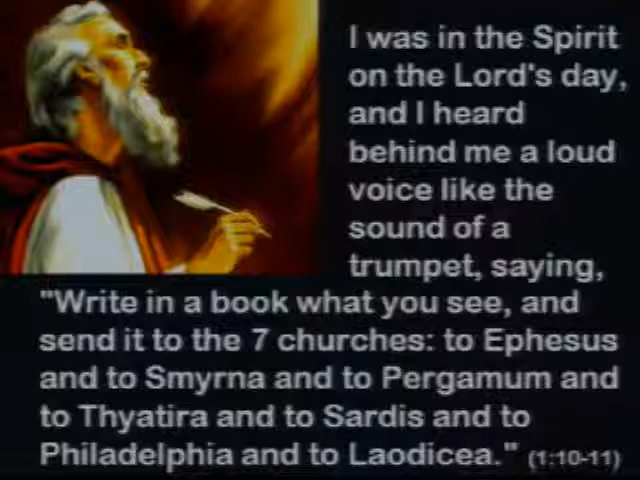 I was in the Spirit
on the Lord's day,
and I heard
behind me a loud
voice like the
sound of a
trumpet, saying,
"Write in a book what you see, and
send it to the 7 churches: to Ephesus
and to Smyrna and to Pergamum and
to Thyatira and to Sardis and to
Philadelphia and to Laodicea." (1:10-11)